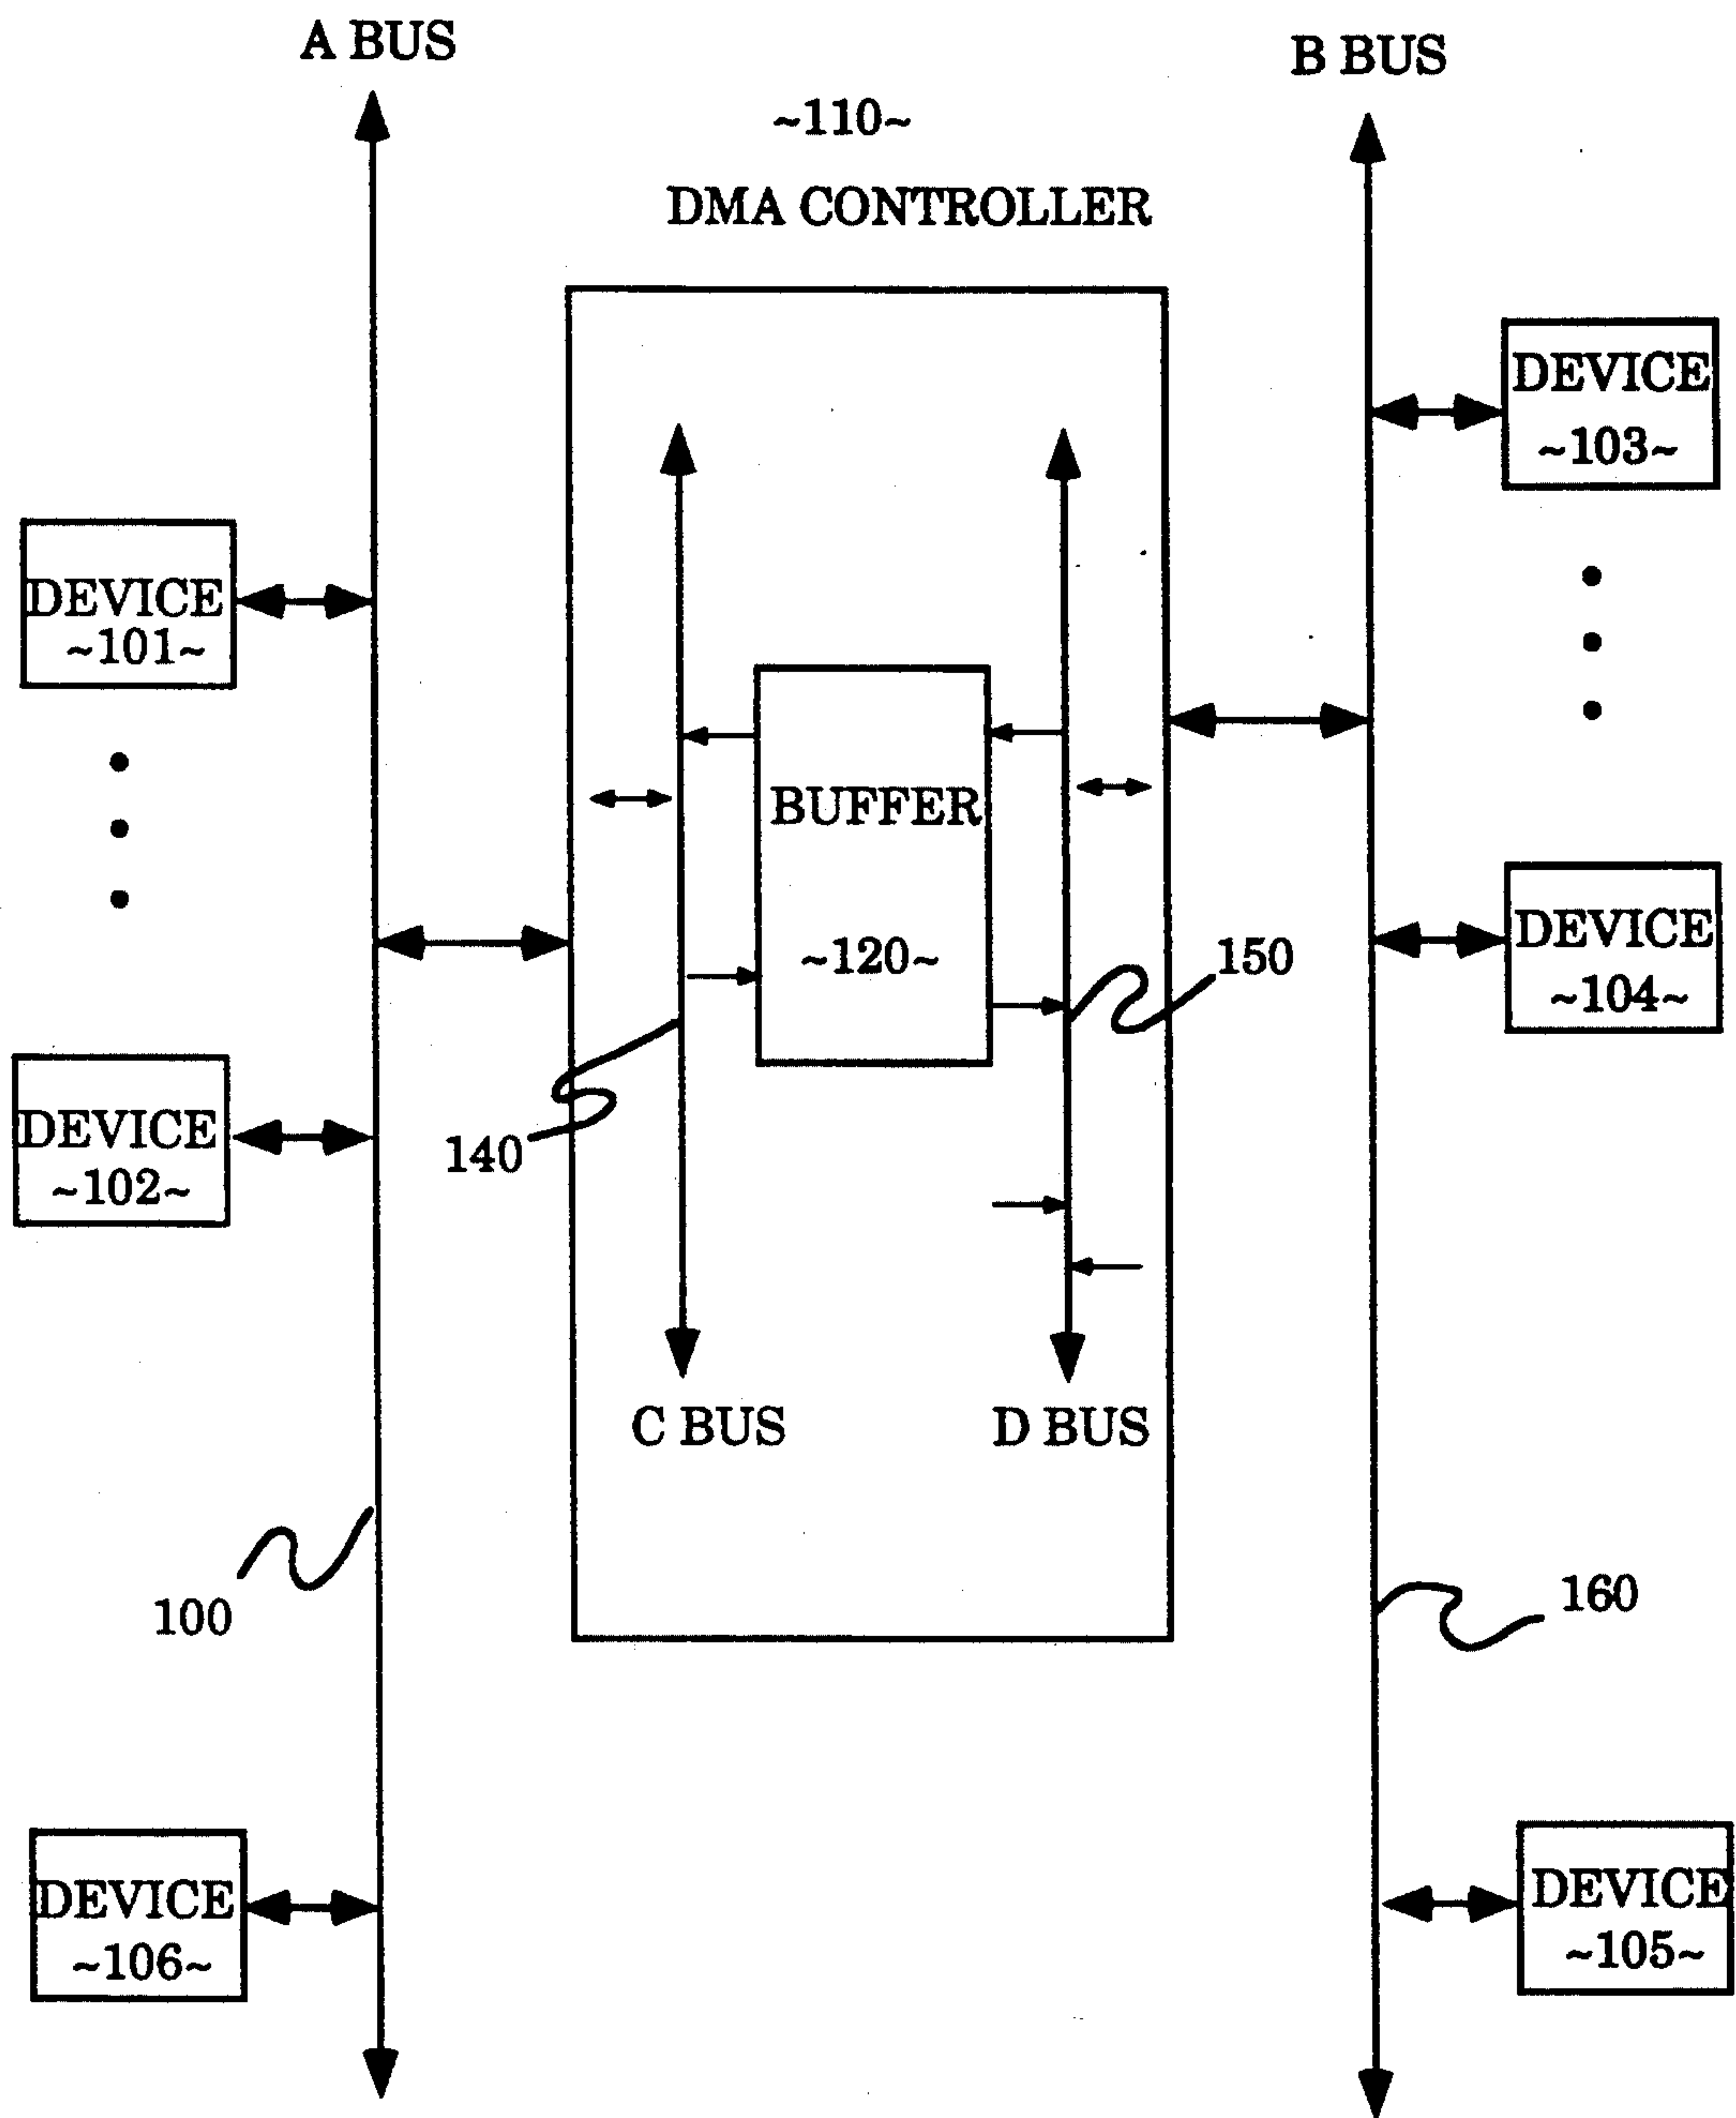 A BUS
B BUS
~110~
DMA CONTROLLER
DEVICE
~103~
DEVICE
~101~
BUFFER
~120~
150
DEVICE
~104~
DEVICE
~102~
140
C BUS
D BUS
100
160
DEVICE
~106~
DEVICE
~105~